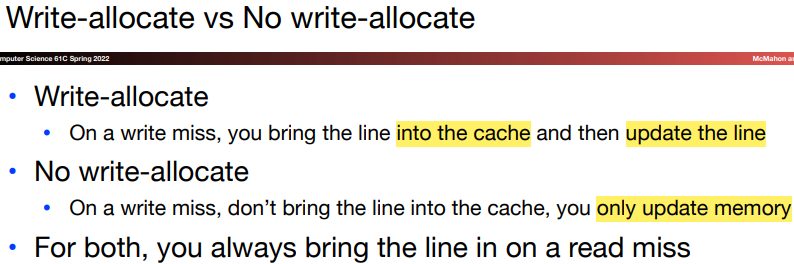 Write-allocate vs No write-allocate
mputer Science 61C Spring 2022
McMahon a
• Write-allocate
• On a write miss, you bring the line into the cache and then update the line
• No write-allocate
• On a write miss, don’t bring the line into the cache, you only update memory
• For both, you always bring the line in on a read miss